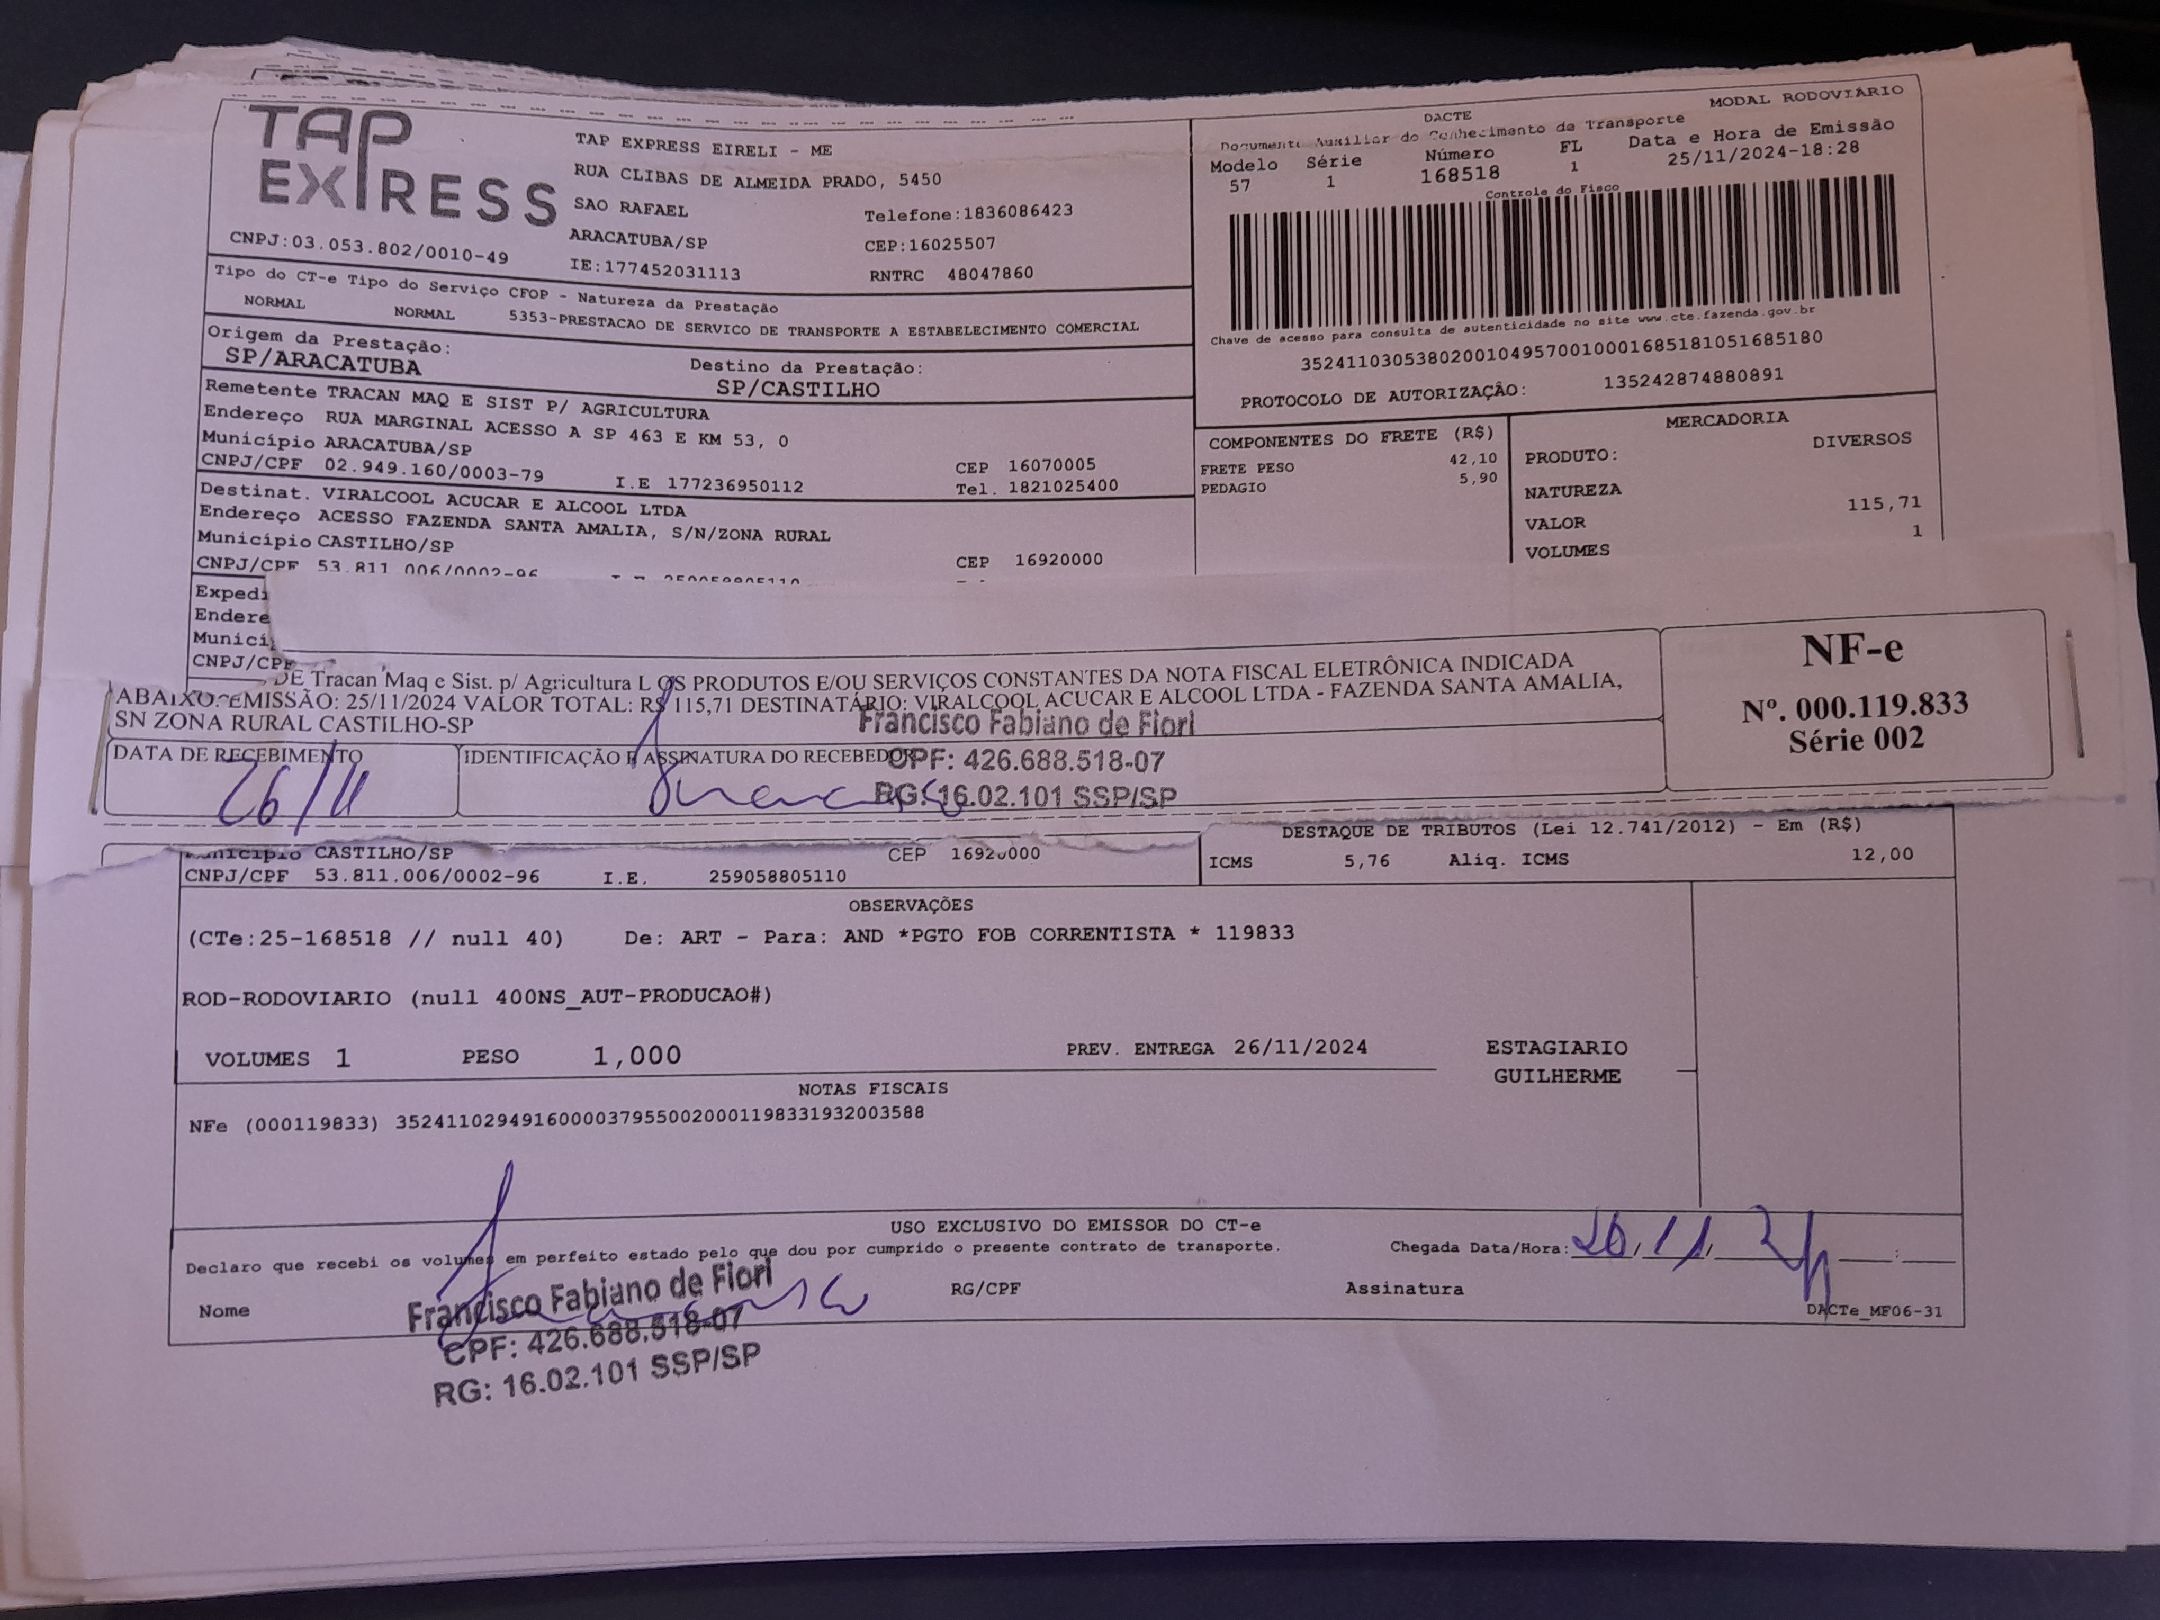 TAP
EXPRESS
CNPJ:03.053.802/0010-49
TAP EXPRESS EIRELI - ME
RUA CLIBAS DE ALMEIDA PRADO, 5450
SAO RAFAEL
Telefone:1836086423
ARACATUBA/SP
CEP:16025507
IE:177452031113
RNTRC 48047860
MODAL RODOVIÁRIO
DACTE
Documento Auxiliar do Conhecimento de Transporte
Modelo Série Número FL Data e Hora de Emissão
57 1 168518 1 25/11/2024-18:28
Controle do Fisco
Chave de acesso para consulta de autenticidade no site www.cte.fazenda.gov.br
35241103053802001049570010001685181051685180
PROTOCOLO DE AUTORIZAÇÃO: 135242874880891
Tipo do CT-e Tipo do Serviço CFOP - Natureza da Prestação
NORMAL NORMAL 5353-PRESTACAO DE SERVICO DE TRANSPORTE A ESTABELECIMENTO COMERCIAL
Origem da Prestação:
SP/ARACATUBA
Destino da Prestação:
SP/CASTILHO
Remetente TRACAN MAQ E SIST P/ AGRICULTURA
Endereço RUA MARGINAL ACESSO A SP 463 E KM 53, 0
Município ARACATUBA/SP
CEP 16070005
CNPJ/CPF 02.949.160/0003-79 I.E 177236950112 Tel. 1821025400
Destinat. VIRALCOOL ACUCAR E ALCOOL LTDA
Endereço ACESSO FAZENDA SANTA AMALIA, S/N/ZONA RURAL
Município CASTILHO/SP
CEP 16920000
CNPJ/CPF 53.811.006/0002-96 259058805110
COMPONENTES DO FRETE (R$)
FRETE PESO 42,10
PEDAGIO 5,90
MERCADORIA
PRODUTO: DIVERSOS
NATUREZA
VALOR 115,71
VOLUMES 1
Expedi
Endere
Municí
CNPJ/CPF
DE Tracan Maq e Sist. p/ Agricultura L OS PRODUTOS E/OU SERVIÇOS CONSTANTES DA NOTA FISCAL ELETRÔNICA INDICADA
ABAIXO. EMISSÃO: 25/11/2024 VALOR TOTAL: R$ 115,71 DESTINATÁRIO: VIRALCOOL ACUCAR E ALCOOL LTDA - FAZENDA SANTA AMALIA,
SN ZONA RURAL CASTILHO-SP
NF-e
Nº. 000.119.833
Série 002
DATA DE RECEBIMENTO
26/11
IDENTIFICAÇÃO E ASSINATURA DO RECEBEDOR
Francisco Fabiano de Fiori
CPF: 426.688.518-07
RG: 16.02.101 SSP/SP
Município CASTILHO/SP CEP 16920000
CNPJ/CPF 53.811.006/0002-96 I.E. 259058805110
DESTAQUE DE TRIBUTOS (Lei 12.741/2012) - Em (R$)
ICMS 5,76 Aliq. ICMS 12,00
OBSERVAÇÕES
(CTe:25-168518 // null 40) De: ART - Para: AND *PGTO FOB CORRENTISTA * 119833
ROD-RODOVIARIO (null 400NS_AUT-PRODUCAO#)
VOLUMES 1 PESO 1,000 PREV. ENTREGA 26/11/2024 ESTAGIARIO
GUILHERME
NOTAS FISCAIS
NFe (000119833) 35241102949160000379550020001198331932003588
USO EXCLUSIVO DO EMISSOR DO CT-e
Declaro que recebi os volumes em perfeito estado pelo que dou por cumprido o presente contrato de transporte.
Chegada Data/Hora: 26/11/24
Nome RG/CPF Assinatura
Francisco Fabiano de Fiori
CPF: 426.688.518-07
RG: 16.02.101 SSP/SP
DACTe_MF06-31